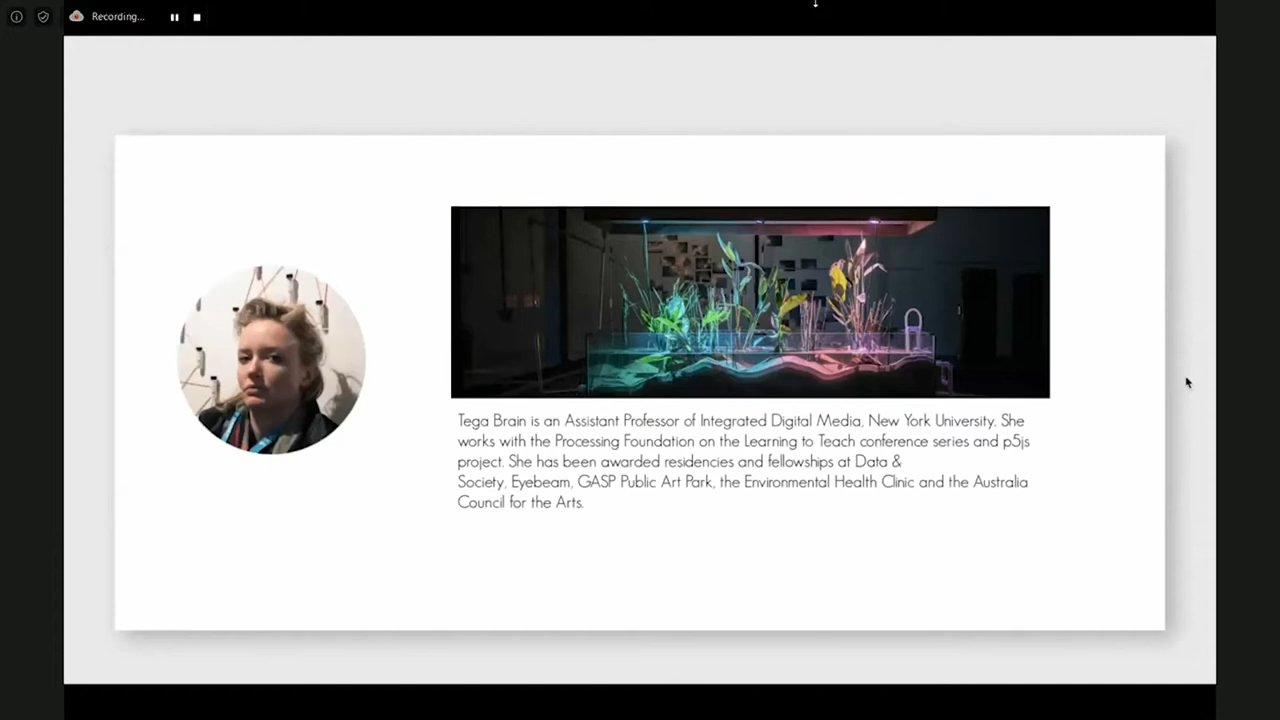 Recording...
Tega Brain is an Assistant Professor of Integrated Digital Media, New York University. She
works with the Processing Foundation on the Learning to Teach conference series and p5js
project. She has been awarded residencies and fellowships at Data &
Society, Eyebeam, GASP Public Art Park, the Environmental Health Clinic and the Australia
Council for the Arts.